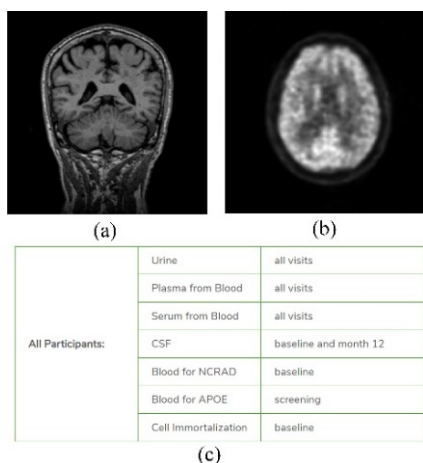 (a)
(b)
All Participants:
Urine all visits
Plasma from Blood all visits
Serum from Blood all visits
CSF baseline and month 12
Blood for NCRAD baseline
Blood for APOE screening
Cell Immortalization baseline
(c)